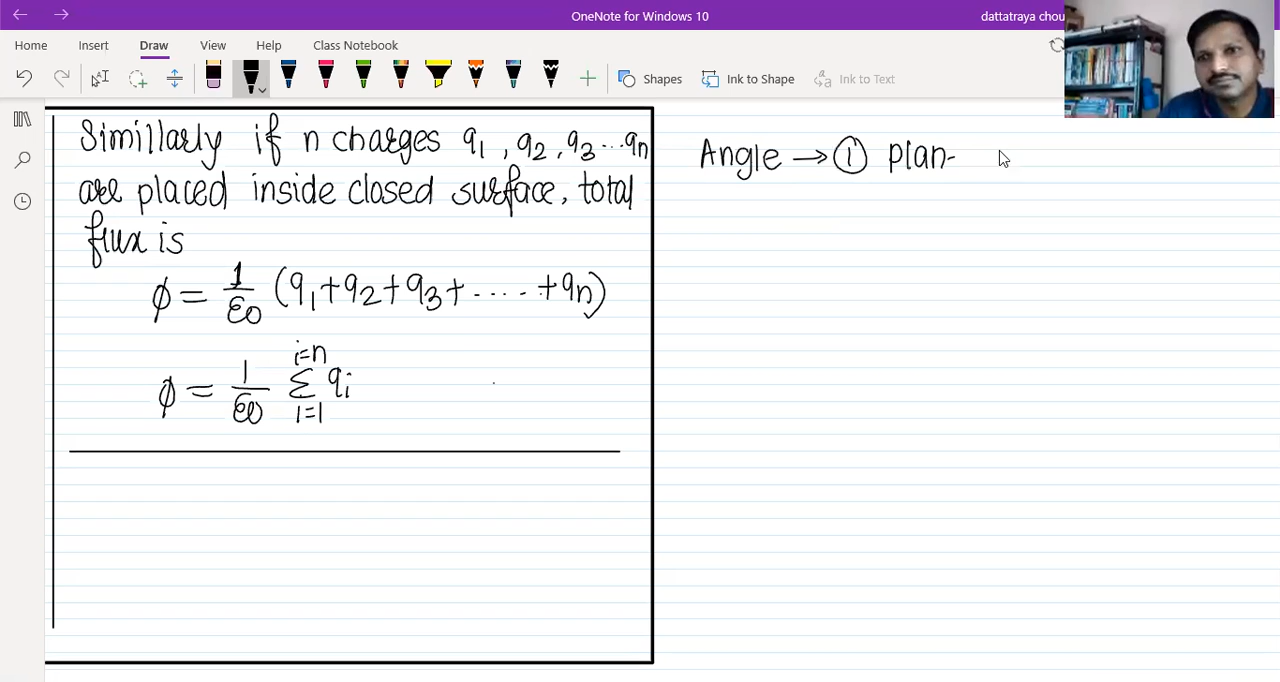 OneNote for Windows 10
dattatraya chou
Home Insert Draw View Help Class Notebook
Shapes Ink to Shape Ink to Text
Simillarly if n charges q1, q2, q3...qn
are placed inside closed surface, total
flux is
ϕ = 1/ε0 (q1+q2+q3+.....+qn)
ϕ = 1/ε0 Σ_{i=1}^{i=n} qi
Angle → ① Plan-